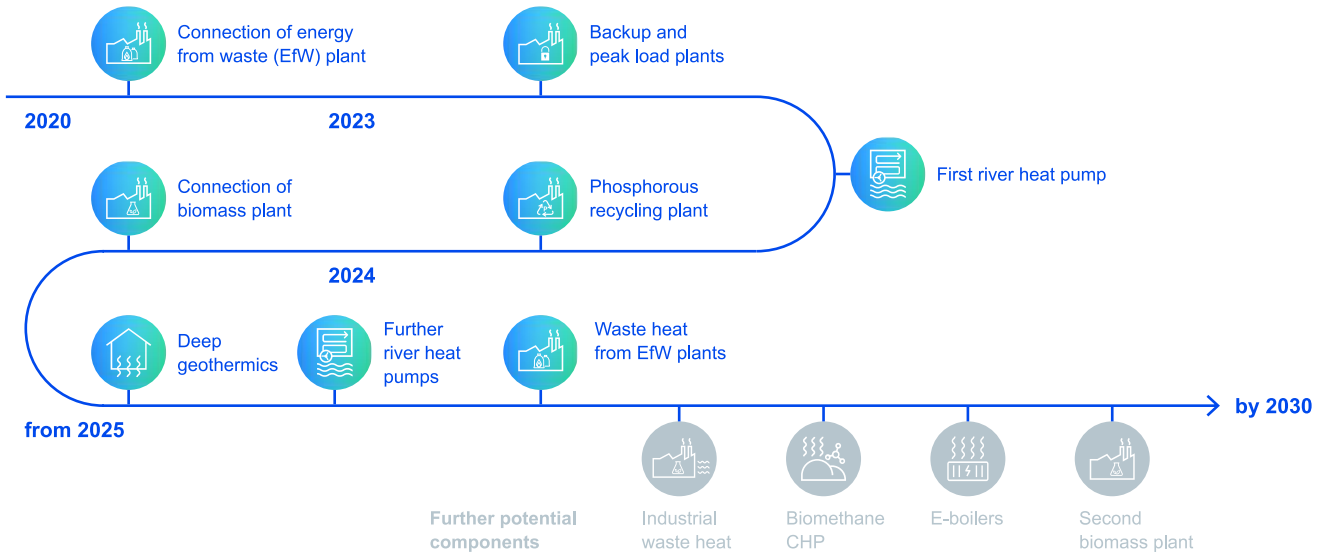 Connection of energy
from waste (EfW) plant
Backup and
peak load plants
2020
2023
First river heat pump
Connection of
biomass plant
Phosphorous
recycling plant
2024
Deep
geothermics
Further
river heat
pumps
Waste heat
from EfW plants
from 2025
by 2030
Further potential
components
Industrial
waste heat
Biomethane
CHP
E-boilers
Second
biomass plant